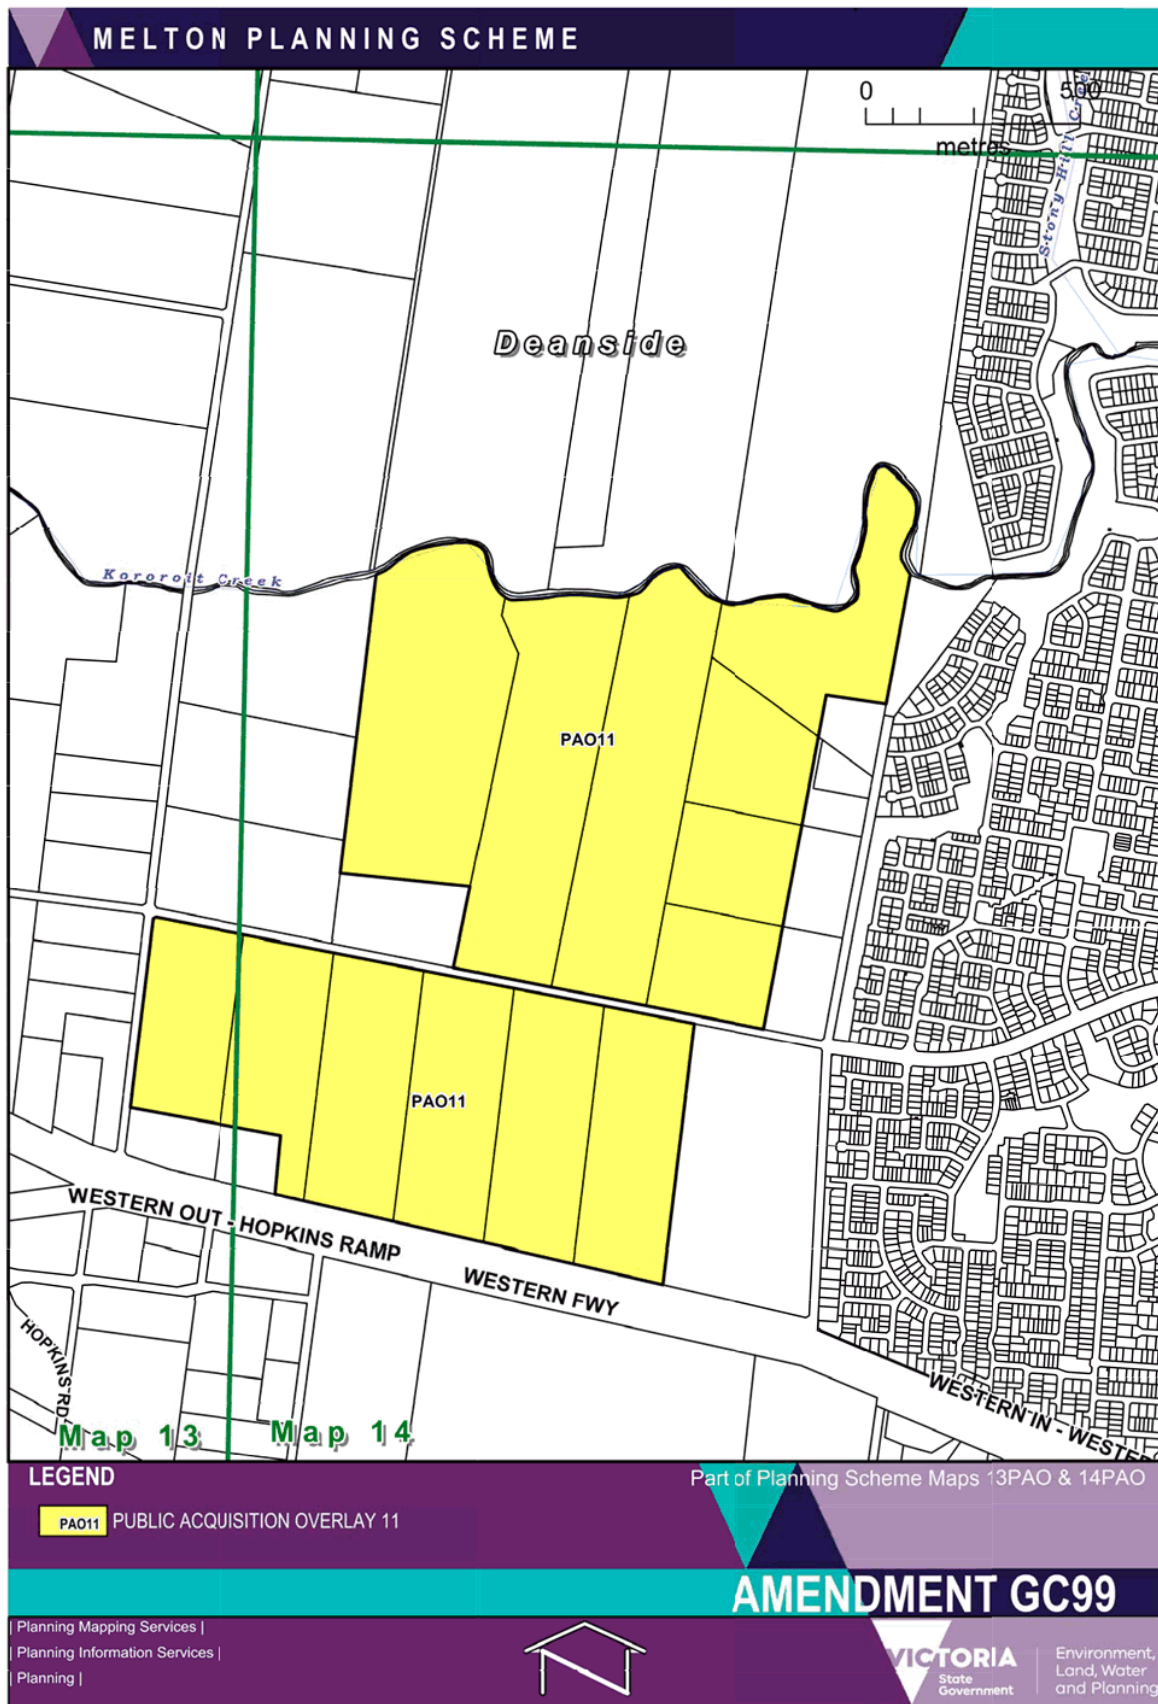 MELTON PLANNING SCHEME
0 500
metres
Stony Hill Creek
Deanside
Kororoit Creek
PAO11
PAO11
WESTERN OUT - HOPKINS RAMP
WESTERN FWY
HOPKINS RD
WESTERN IN - WESTER
Map 13
Map 14
LEGEND
Part of Planning Scheme Maps 13PAO & 14PAO
PAO11 PUBLIC ACQUISITION OVERLAY 11
AMENDMENT GC99
| Planning Mapping Services |
| Planning Information Services |
| Planning |
VICTORIA
State
Government
Environment,
Land, Water
and Planning